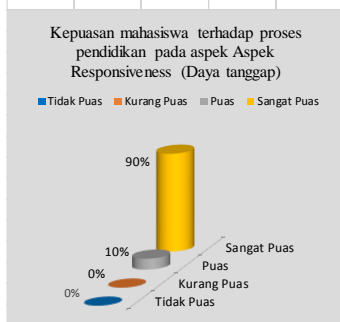 Kepuasan mahasiswa terhadap proses
pendidikan pada aspek Aspek
Responsiveness (Daya tanggap)
Tidak Puas Kurang Puas Puas Sangat Puas
90%
10%
0%
0%
Sangat Puas
Puas
Kurang Puas
Tidak Puas